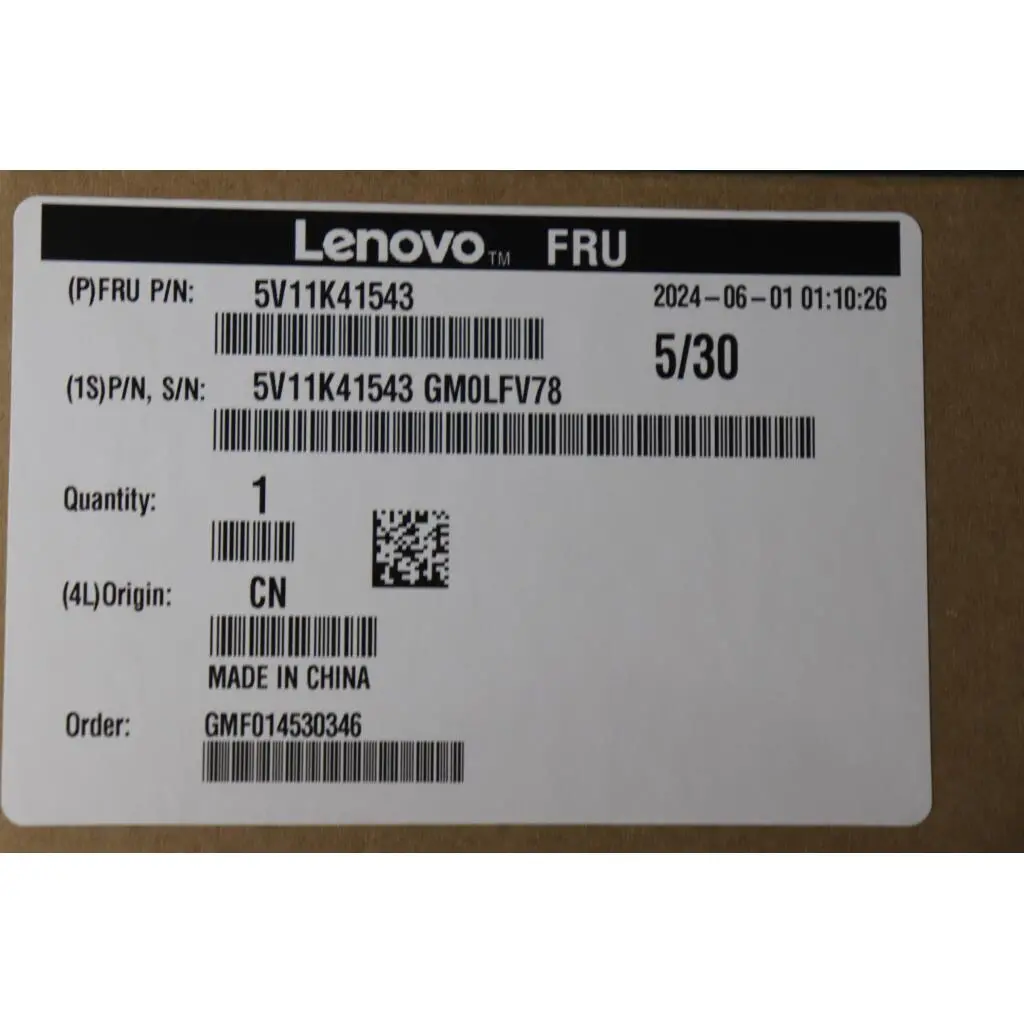 Lenovo™ FRU
(P)FRU P/N: 5V11K41543 2024-06-01 01:10:26
5/30
(1S)P/N, S/N: 5V11K41543 GM0LFV78
Quantity: 1
(4L)Origin: CN
MADE IN CHINA
Order: GMF014530346